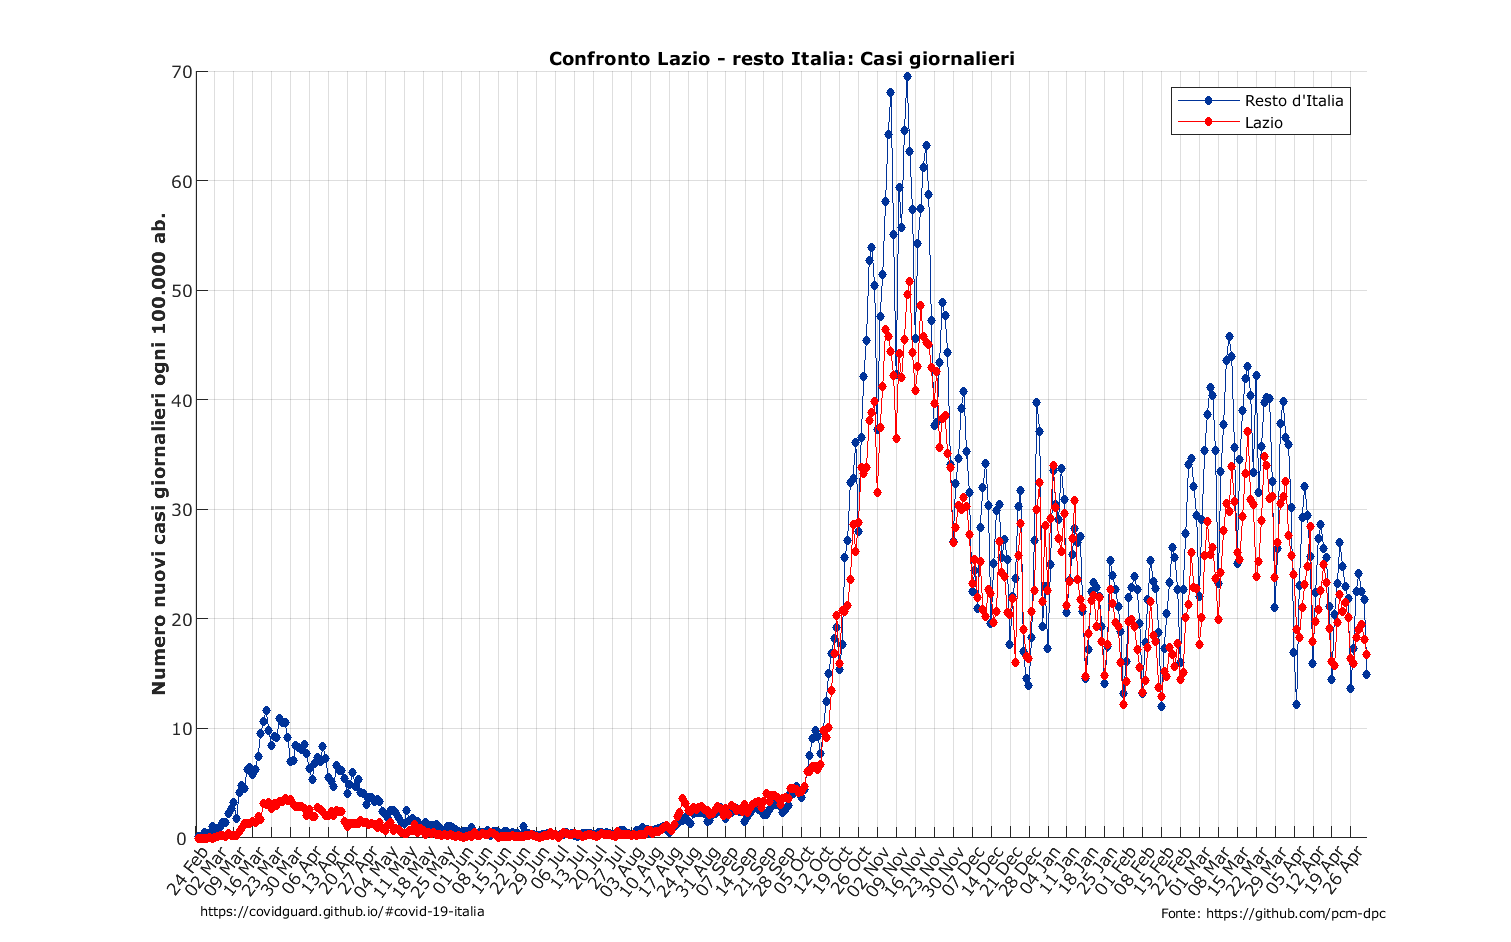 Confronto Lazio - resto Italia: Casi giornalieri
Numero nuovi casi giornalieri ogni 100.000 ab.
70
60
50
40
30
20
10
0
Resto d'Italia
Lazio
24 Feb
02 Mar
09 Mar
16 Mar
23 Mar
30 Mar
06 Apr
13 Apr
20 Apr
27 Apr
04 May
11 May
18 May
25 May
01 Jun
08 Jun
15 Jun
22 Jun
29 Jun
06 Jul
13 Jul
20 Jul
27 Jul
03 Aug
10 Aug
17 Aug
24 Aug
31 Aug
07 Sep
14 Sep
21 Sep
28 Sep
05 Oct
12 Oct
19 Oct
26 Oct
02 Nov
09 Nov
16 Nov
23 Nov
30 Nov
07 Dec
14 Dec
21 Dec
28 Dec
04 Jan
11 Jan
18 Jan
25 Jan
01 Feb
08 Feb
15 Feb
22 Feb
01 Mar
08 Mar
15 Mar
22 Mar
29 Mar
05 Apr
12 Apr
19 Apr
26 Apr
https://covidguard.github.io/#covid-19-italia
Fonte: https://github.com/pcm-dpc